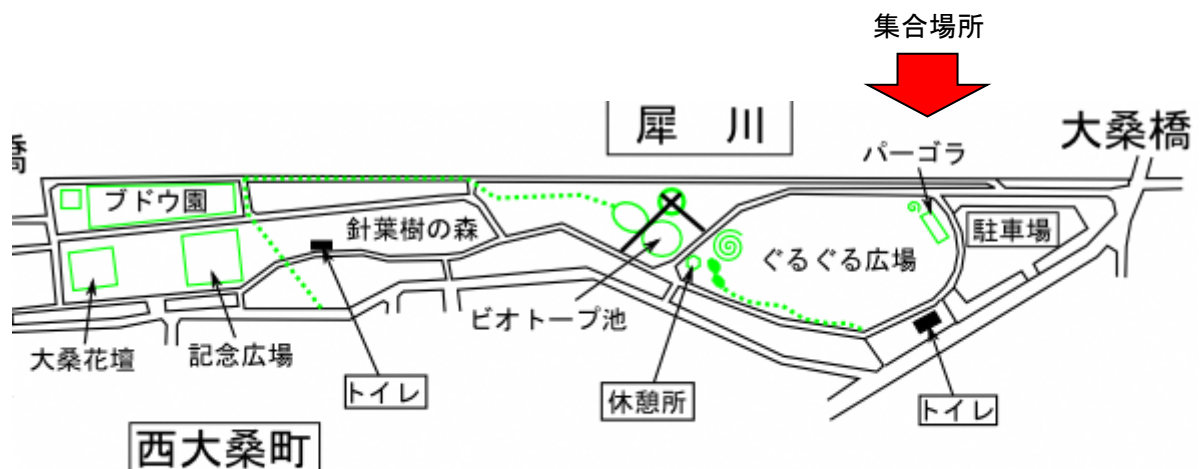 集合場所
犀 川
大桑橋
橋
パーゴラ
ブドウ園
針葉樹の森
駐車場
ぐるぐる広場
ビオトープ池
大桑花壇
記念広場
トイレ
休憩所
トイレ
西大桑町